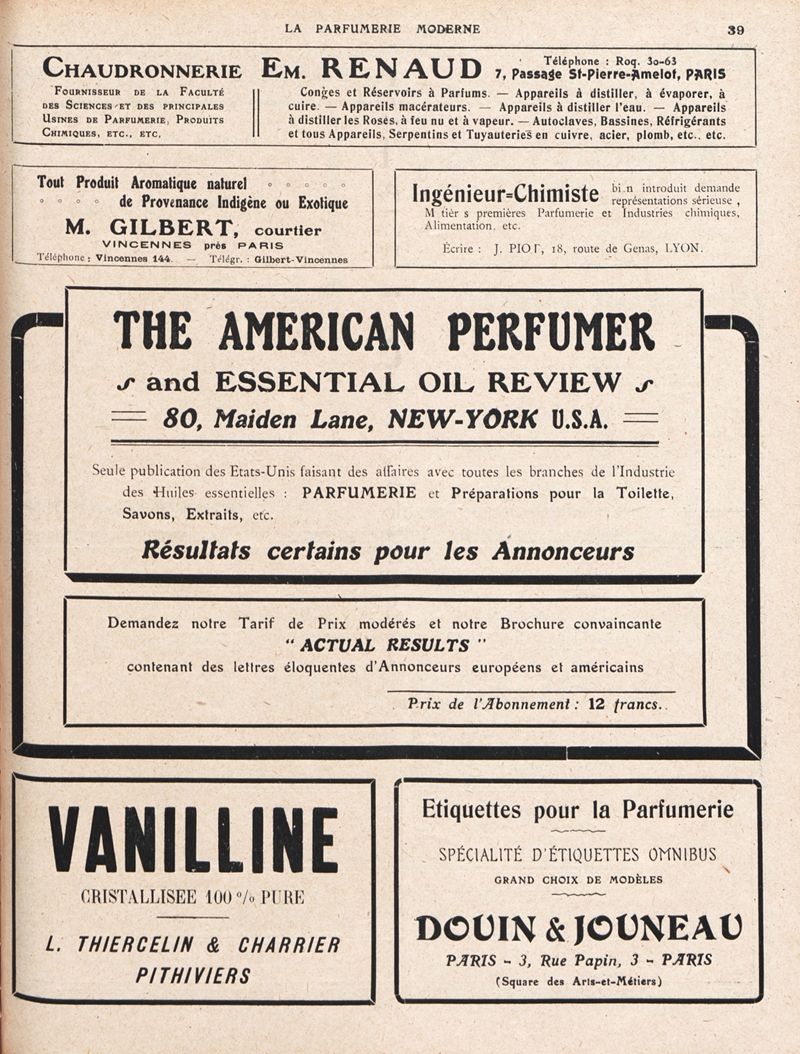 LA PARFUMERIE MODERNE 39
CHAUDRONNERIE EM. RENAUD
Téléphone : Roq. 30-63
7, Passage St-Pierre-Amelot, PARIS
FOURNISSEUR DE LA FACULTÉ
DES SCIENCES ET DES PRINCIPALES
USINES DE PARFUMERIE, PRODUITS
CHIMIQUES, ETC., ETC,
Conges et Réservoirs à Parfums. — Appareils à distiller, à évaporer, à
cuire. — Appareils macérateurs. — Appareils à distiller l'eau. — Appareils
à distiller les Roses, à feu nu et à vapeur. — Autoclaves, Bassines, Réfrigérants
et tous Appareils, Serpentins et Tuyauteries en cuivre, acier, plomb, etc., etc.
Tout Produit Aromatique naturel
de Provenance Indigène ou Exotique
M. GILBERT, courtier
VINCENNES près PARIS
Téléphone : Vincennes 144. — Télégr. : Gilbert-Vincennes
Ingénieur=Chimiste bi n introduit demande
représentations sérieuse ,
M tièr s premières Parfumerie et Industries chimiques,
Alimentation, etc.
Écrire : J. PIOT, 18, route de Genas, LYON.
THE AMERICAN PERFUMER
and ESSENTIAL OIL REVIEW
80, Maiden Lane, NEW-YORK U.S.A.
Seule publication des Etats-Unis faisant des affaires avec toutes les branches de l'Industrie
des Huiles essentielles : PARFUMERIE et Préparations pour la Toilette,
Savons, Extraits, etc.
Résultats certains pour les Annonceurs
Demandez notre Tarif de Prix modérés et notre Brochure convaincante
“ ACTUAL RESULTS ”
contenant des lettres éloquentes d'Annonceurs européens et américains
Prix de l'Abonnement : 12 francs.
VANILLINE
CRISTALLISEE 100 % PURE
L. THIERCELIN & CHARRIER
PITHIVIERS
Etiquettes pour la Parfumerie
SPÉCIALITÉ D'ÉTIQUETTES OMNIBUS
GRAND CHOIX DE MODÈLES
DOUIN & JOUNEAU
PARIS - 3, Rue Papin, 3 - PARIS
(Square des Arts-et-Métiers)